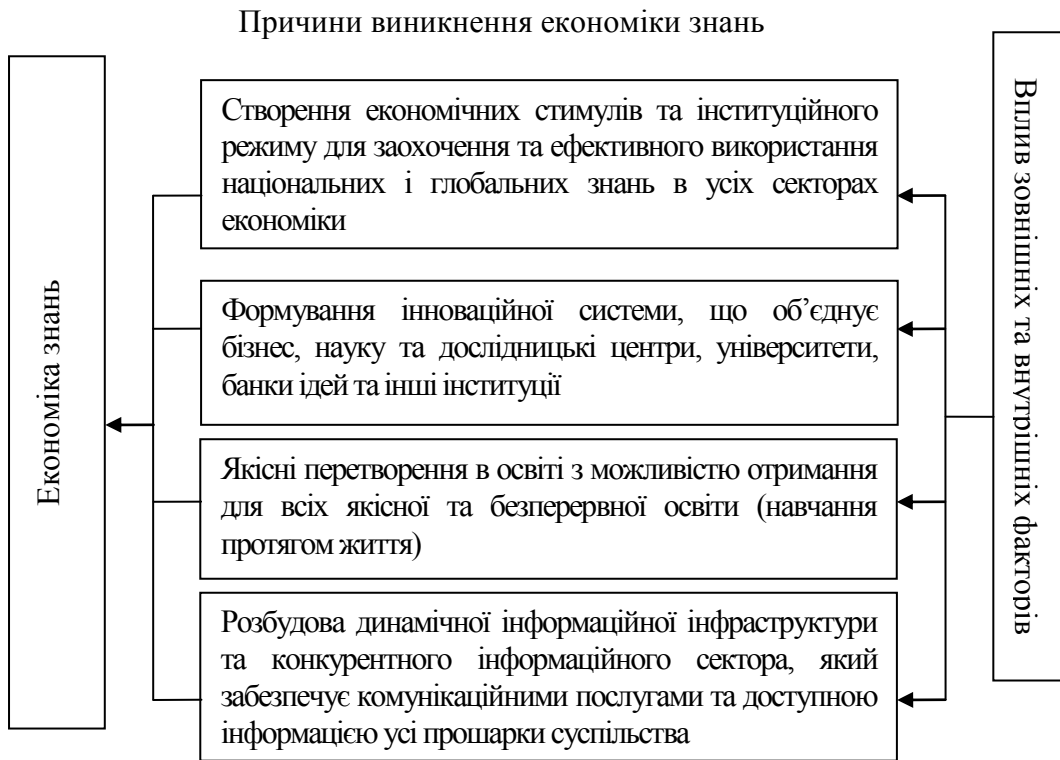 Причини виникнення економіки знань
Економіка знань
Створення економічних стимулів та інституційного
режиму для заохочення та ефективного використання
національних і глобальних знань в усіх секторах
економіки
Формування інноваційної системи, що об’єднує
бізнес, науку та дослідницькі центри, університети,
банки ідей та інші інституції
Якісні перетворення в освіті з можливістю отримання
для всіх якісної та безперервної освіти (навчання
протягом життя)
Розбудова динамічної інформаційної інфраструктури
та конкурентного інформаційного сектора, який
забезпечує комунікаційними послугами та доступною
інформацією усі прошарки суспільства
Вплив зовнішніх та внутрішніх факторів